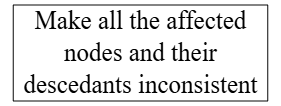 Make all the affected
nodes and their
descedants inconsistent